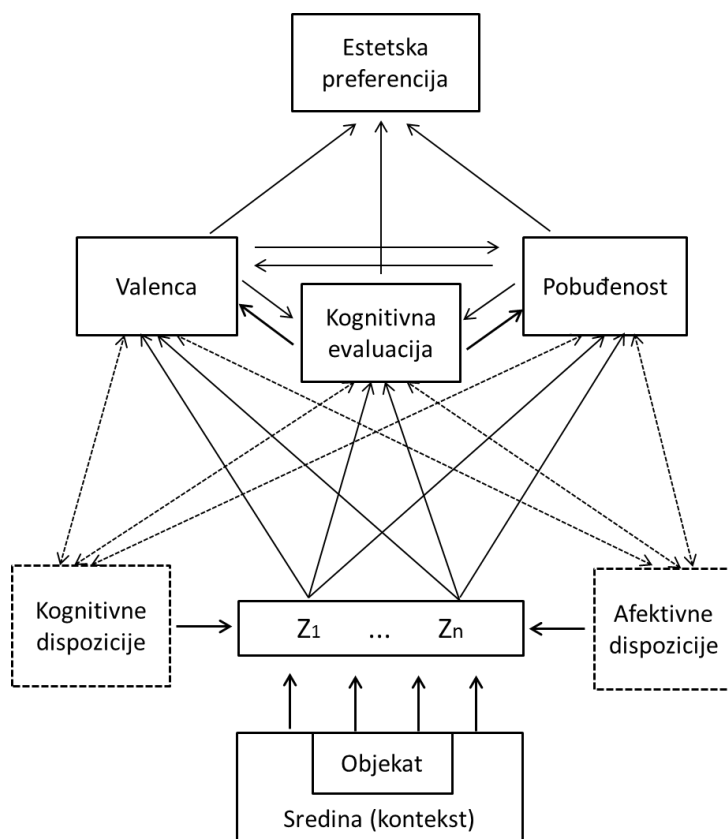 Estetska
preferencija
Valenca
Pobuđenost
Kognitivna
evaluacija
Kognitivne
dispozicije
Z1 ... Zn
Afektivne
dispozicije
Objekat
Sredina (kontekst)